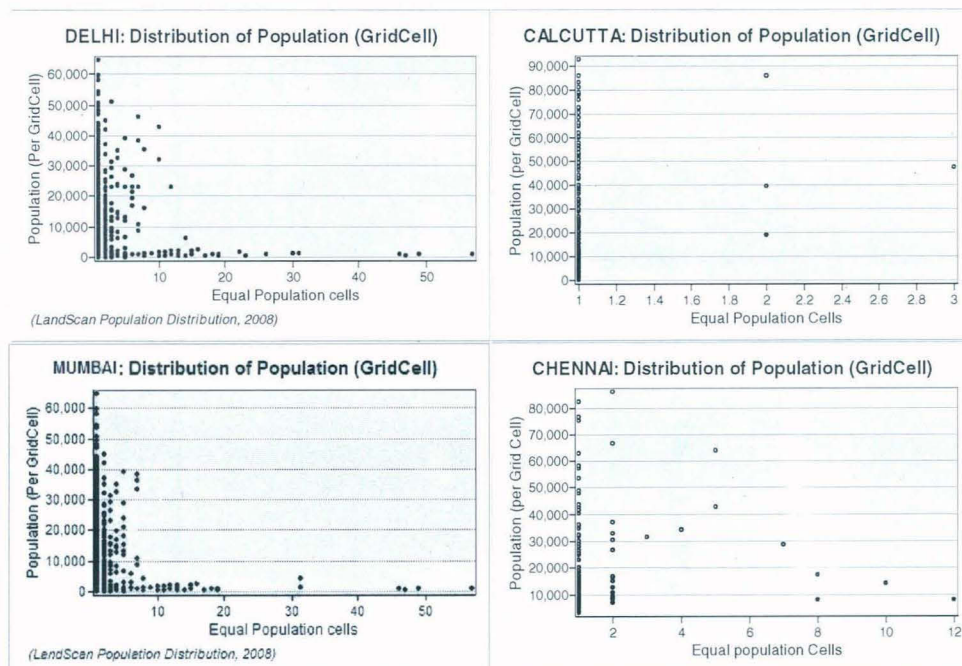 DELHI: Distribution of Population (GridCell)
Population (Per GridCell)
60,000
50,000
40,000
30,000
20,000
10,000
0
10 20 30 40 50
Equal Population cells
(LandScan Population Distribution, 2008)
CALCUTTA: Distribution of Population (GridCell)
Population (per GridCell)
90,000
80,000
70,000
60,000
50,000
40,000
30,000
20,000
10,000
0
1 1.2 1.4 1.6 1.8 2 2.2 2.4 2.6 2.8 3
Equal Population Cells
MUMBAI: Distribution of Population (GridCell)
Population (Per GridCell)
60,000
50,000
40,000
30,000
20,000
10,000
0
10 20 30 40 50
Equal Population cells
(LandScan Population Distribution, 2008)
CHENNAI: Distribution of Population (GridCell)
Population (per Grid Cell)
80,000
70,000
60,000
50,000
40,000
30,000
20,000
10,000
2 4 6 8 10 12
Equal population Cells